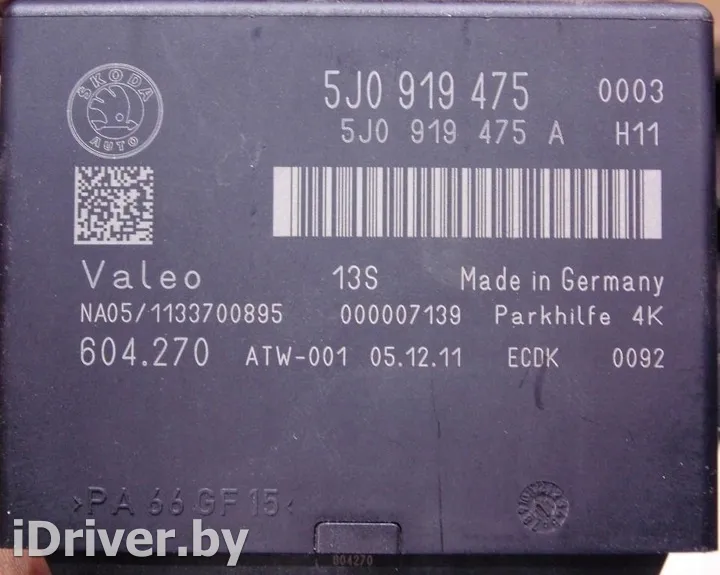 5J0 919 475 0003
SKODA AUTO
5J0 919 475 A H11
Valeo 13S Made in Germany
NA05/1133700895 000007139 Parkhilfe 4K
604.270 ATW-001 05.12.11 ECDK 0092
>PA 66 GF 15<
iDriver.by
604270